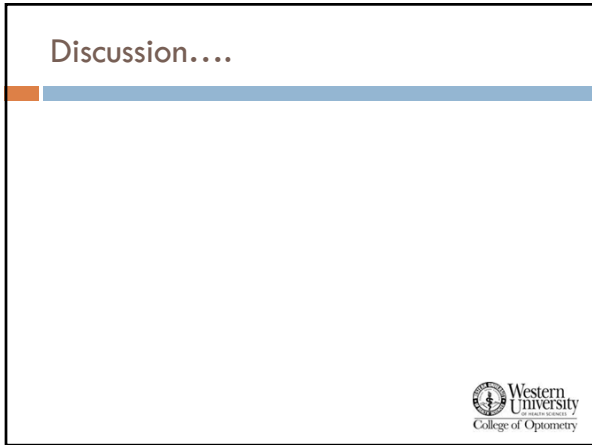 Discussion....
Western
University
OF HEALTH SCIENCES
College of Optometry